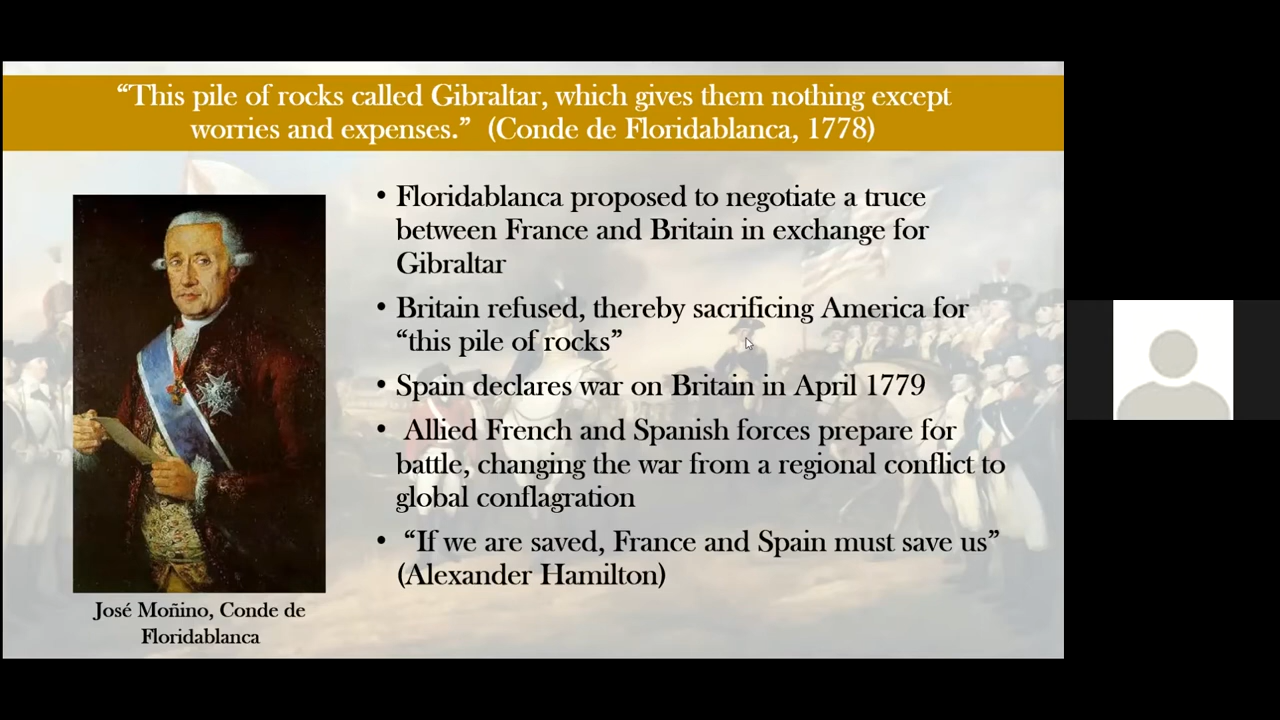 “This pile of rocks called Gibraltar, which gives them nothing except
worries and expenses.” (Conde de Floridablanca, 1778)
• Floridablanca proposed to negotiate a truce
between France and Britain in exchange for
Gibraltar
• Britain refused, thereby sacrificing America for
“this pile of rocks”
• Spain declares war on Britain in April 1779
• Allied French and Spanish forces prepare for
battle, changing the war from a regional conflict to
global conflagration
• “If we are saved, France and Spain must save us”
(Alexander Hamilton)
José Moñino, Conde de
Floridablanca